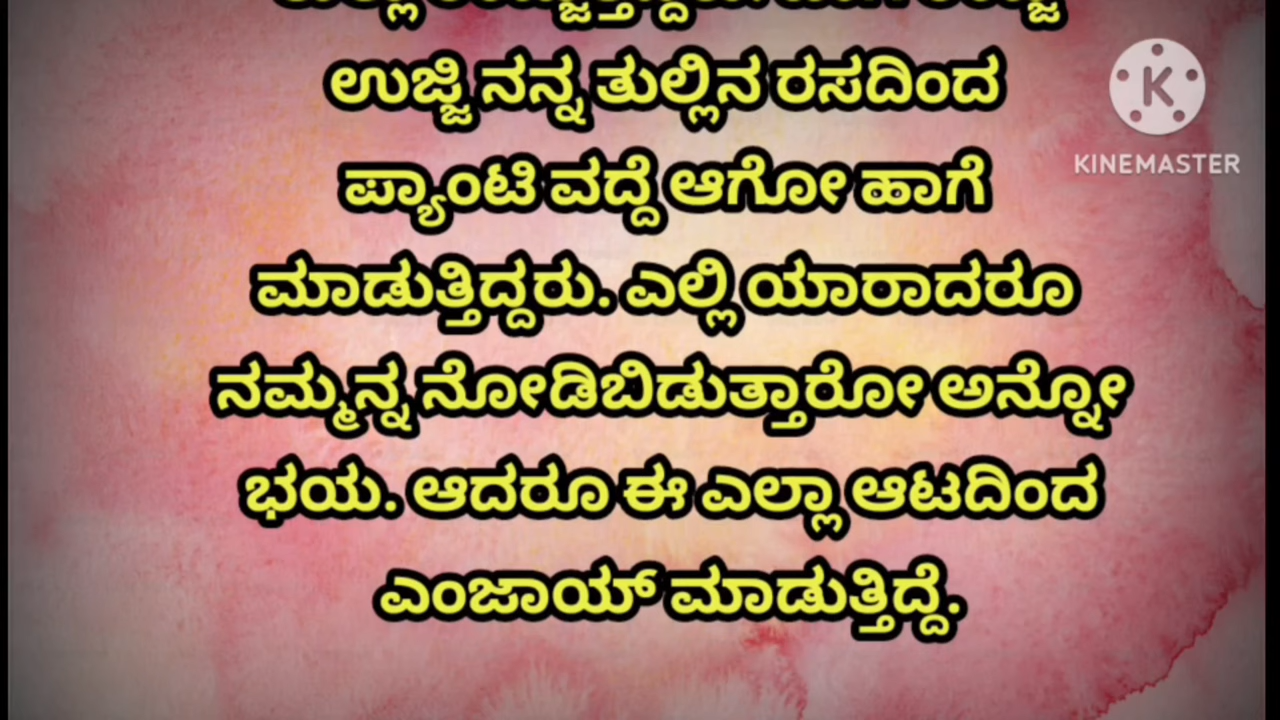 ಉಜ್ಜಿ ನನ್ನ ತುಲ್ಲಿನ ರಸದಿಂದ
ಪ್ಯಾಂಟಿ ವದ್ದೆ ಆಗೋ ಹಾಗೆ
ಮಾಡುತ್ತಿದ್ದರು. ಎಲ್ಲಿ ಯಾರಾದರೂ
ನಮ್ಮನ್ನ ನೋಡಿಬಿಡುತ್ತಾರೋ ಅನ್ನೋ
ಭಯ. ಆದರೂ ಈ ಎಲ್ಲಾ ಆಟದಿಂದ
ಎಂಜಾಯ್ ಮಾಡುತ್ತಿದ್ದೆ.
K
KINEMASTER